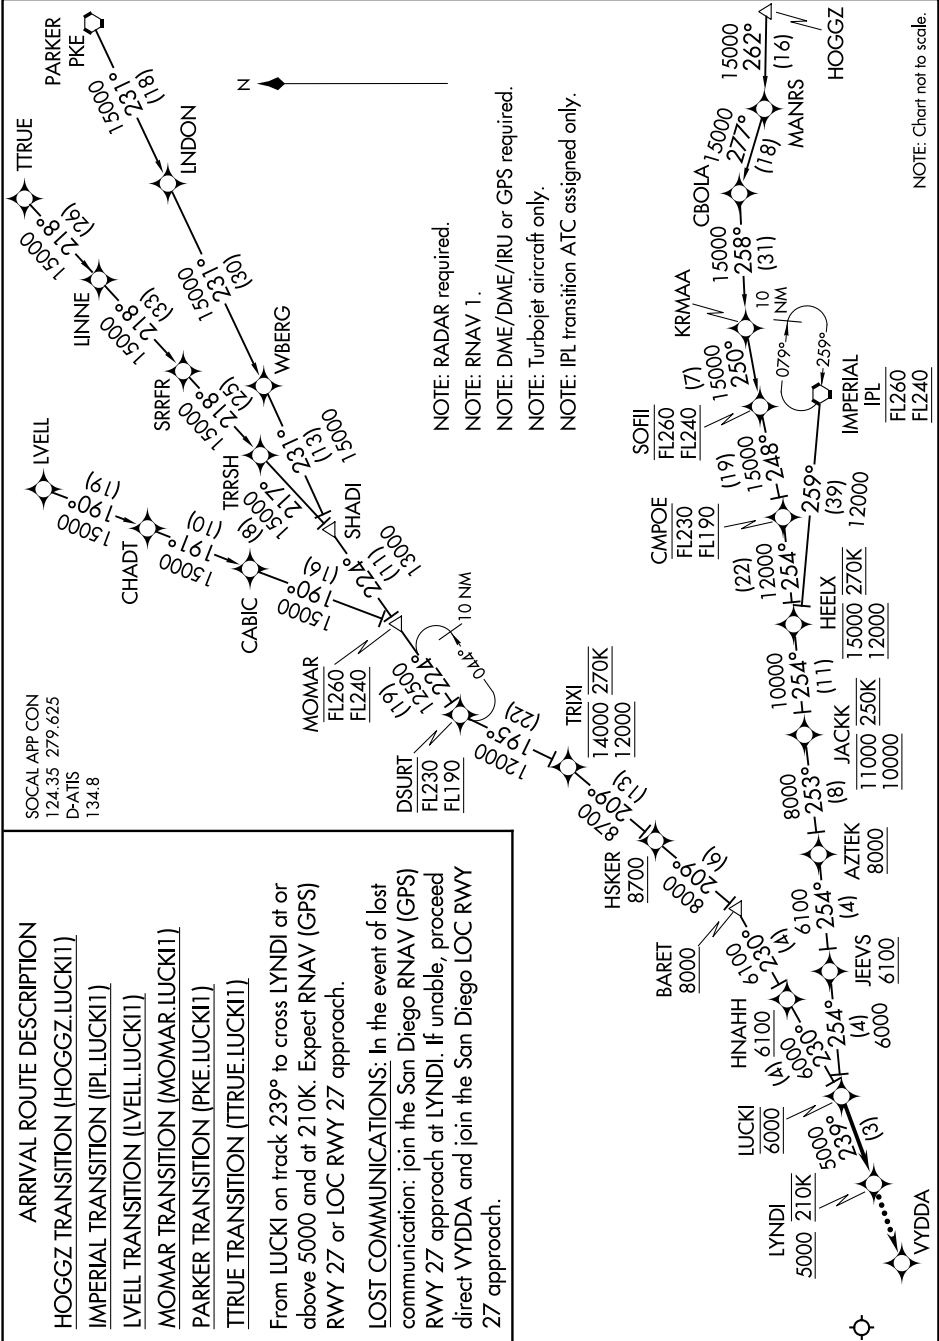 ARRIVAL ROUTE DESCRIPTION
HOGGZ TRANSITION (HOGGZ.LUCKI1)
IMPERIAL TRANSITION (IPL.LUCKI1)
LVELL TRANSITION (LVELL.LUCKI1)
MOMAR TRANSITION (MOMAR.LUCKI1)
PARKER TRANSITION (PKE.LUCKI1)
TTRUE TRANSITION (TTRUE.LUCKI1)
From LUCKI on track 239° to cross LYNDI at or
above 5000 and at 210K. Expect RNAV (GPS)
RWY 27 or LOC RWY 27 approach.
LOST COMMUNICATIONS: In the event of lost
communication: join the San Diego RNAV (GPS)
RWY 27 approach at LYNDI. If unable, proceed
direct VYDDA and join the San Diego LOC RWY
27 approach.
SOCAL APP CON
124.35 279.625
D-ATIS
134.8
LVELL
15000
190°
(19)
CHADT
15000
191°
(10)
CABIC
15000
190°
(16)
TTRUE
15000
218°
(26)
LINNE
15000
218°
(33)
SRRFR
15000
218°
(25)
TRRSH
15000
217°
(8)
PARKER
PKE
15000
231°
(18)
LNDON
15000
231°
(30)
WBERG
231°
(13)
15000
SHADI
224°
(11)
13000
MOMAR
FL260
FL240
(19)
12500
224°
044°
10 NM
DSURT
FL230
FL190
12000
195°
(22)
TRIXI
14000 270K
12000
8700
209°
(13)
HSKER
8700
8000
209°
(6)
BARET
8000
6100
230°
(4)
HNAHH
6100
6000
230°
(4)
N
NOTE: RADAR required.
NOTE: RNAV 1.
NOTE: DME/DME/IRU or GPS required.
NOTE: Turbojet aircraft only.
NOTE: IPL transition ATC assigned only.
HOGGZ
15000
262°
(16)
MANRS
15000
277°
(18)
CBOLA
15000
258°
(31)
KRMAA
15000
250°
(7)
SOFII
FL260
FL240
15000
248°
(19)
CMPOE
FL230
FL190
12000
254°
(22)
10
NM
079°
259°
IMPERIAL
IPL
FL260
FL240
259°
(39)
12000
HEELX
15000 270K
12000
10000
254°
(11)
JACKK
11000 250K
10000
8000
253°
(8)
AZTEK
8000
6100
254°
(4)
JEEVS
6100
254°
(4)
6000
LUCKI
6000
5000
239°
(3)
LYNDI
5000 210K
VYDDA
NOTE: Chart not to scale.